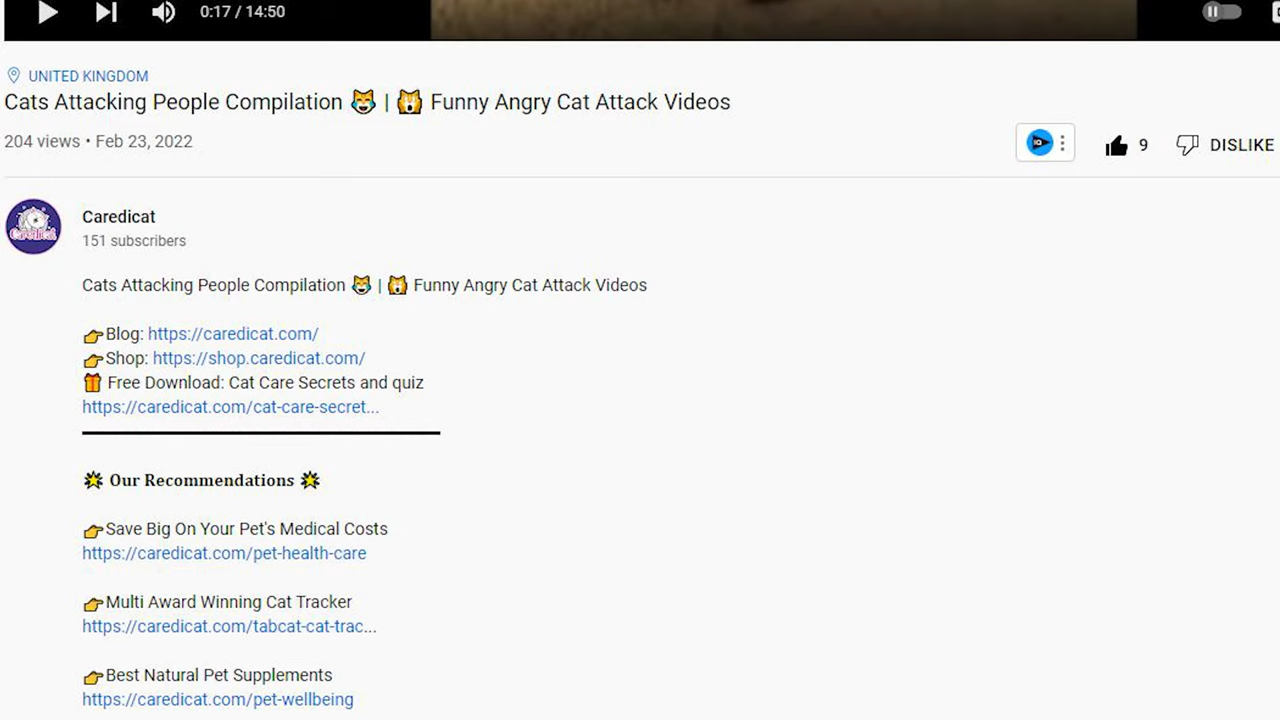 0:17 / 14:50
UNITED KINGDOM
Cats Attacking People Compilation 😹 | 🙀 Funny Angry Cat Attack Videos
204 views • Feb 23, 2022
9
DISLIKE
Caredicat
151 subscribers
Cats Attacking People Compilation 😹 | 🙀 Funny Angry Cat Attack Videos
👉Blog: https://caredicat.com/
👉Shop: https://shop.caredicat.com/
🎁 Free Download: Cat Care Secrets and quiz
https://caredicat.com/cat-care-secret...
🌟 Our Recommendations 🌟
👉Save Big On Your Pet's Medical Costs
https://caredicat.com/pet-health-care
👉Multi Award Winning Cat Tracker
https://caredicat.com/tabcat-cat-trac...
👉Best Natural Pet Supplements
https://caredicat.com/pet-wellbeing